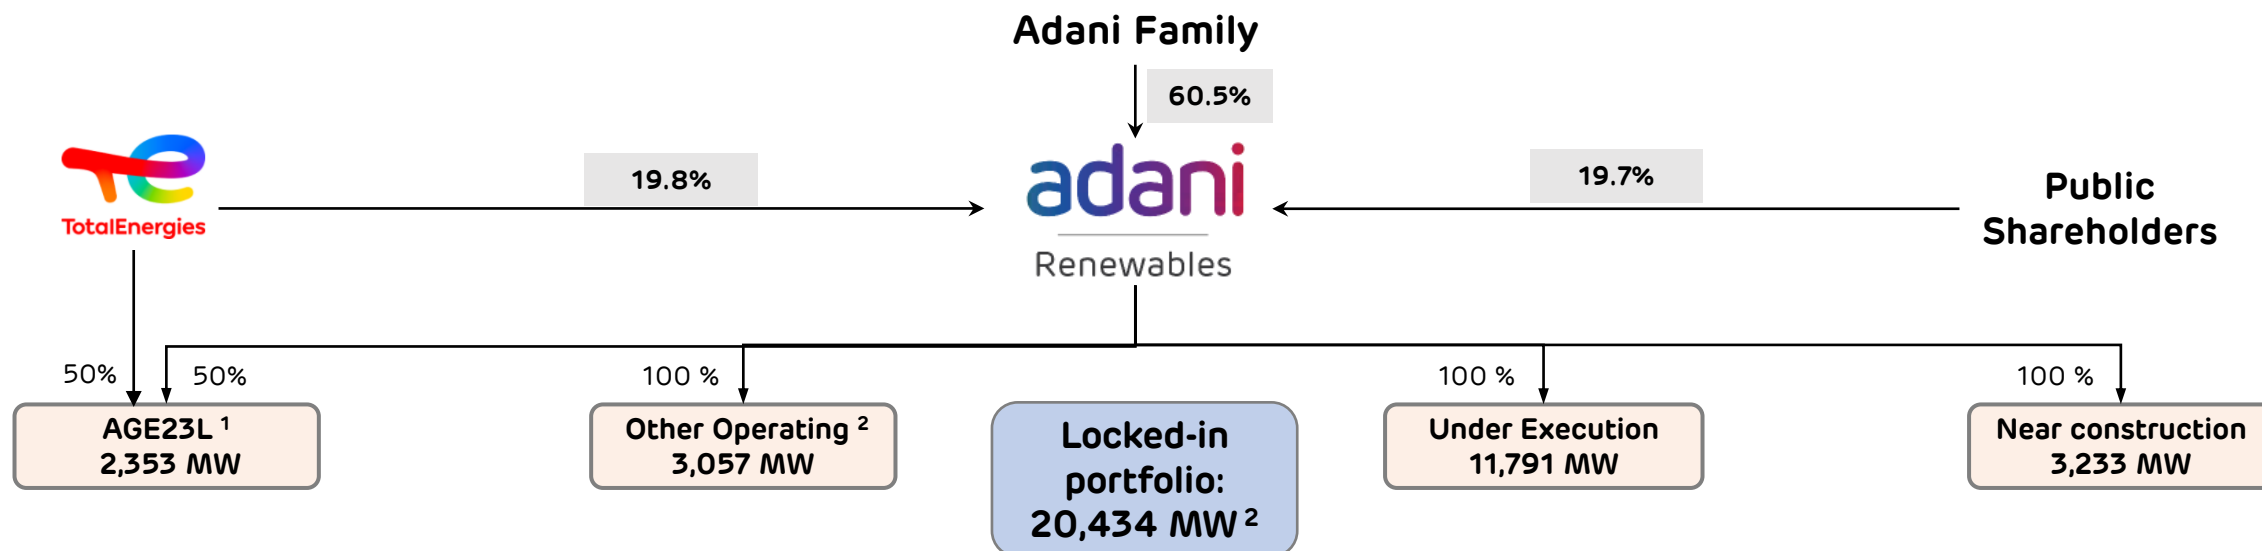 Adani Family
60.5%
TotalEnergies
19.8%
adani
Renewables
19.7%
Public
Shareholders
50%
50%
100 %
100 %
100 %
AGE23L ¹
2,353 MW
Other Operating ²
3,057 MW
Locked-in
portfolio:
20,434 MW ²
Under Execution
11,791 MW
Near construction
3,233 MW